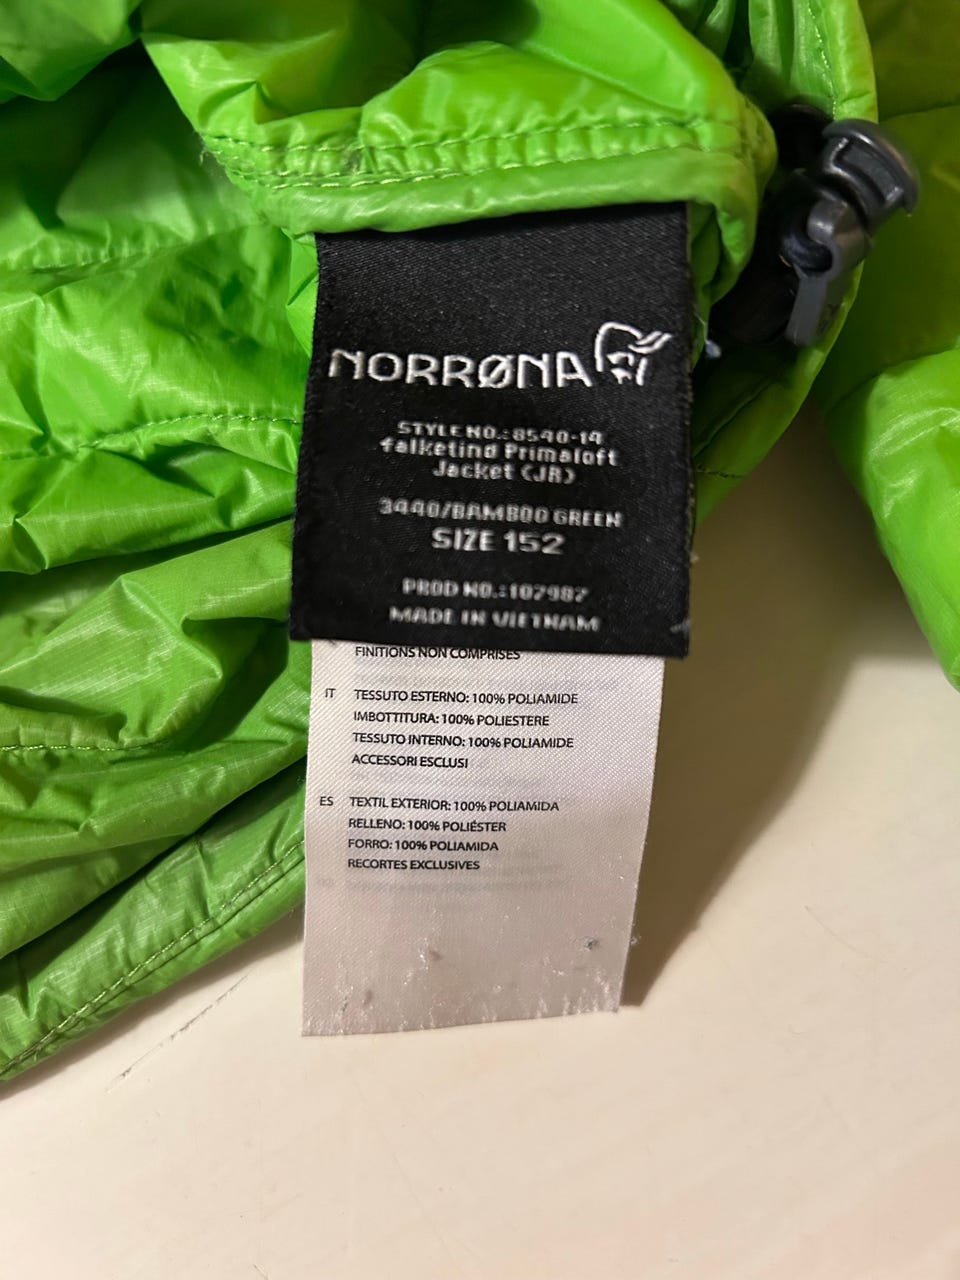 NORRØNA
STYLE NO.:8540-14
falketind Primaloft
Jacket (JR)
3440/BAMBOO GREEN
SIZE 152
PROD NO.:107987
MADE IN VIETNAM
FINITIONS NON COMPRISES
IT TESSUTO ESTERNO: 100% POLIAMIDE
IMBOTTITURA: 100% POLIESTERE
TESSUTO INTERNO: 100% POLIAMIDE
ACCESSORI ESCLUSI
ES TEXTIL EXTERIOR: 100% POLIAMIDA
RELLENO: 100% POLIÉSTER
FORRO: 100% POLIAMIDA
RECORTES EXCLUSIVES